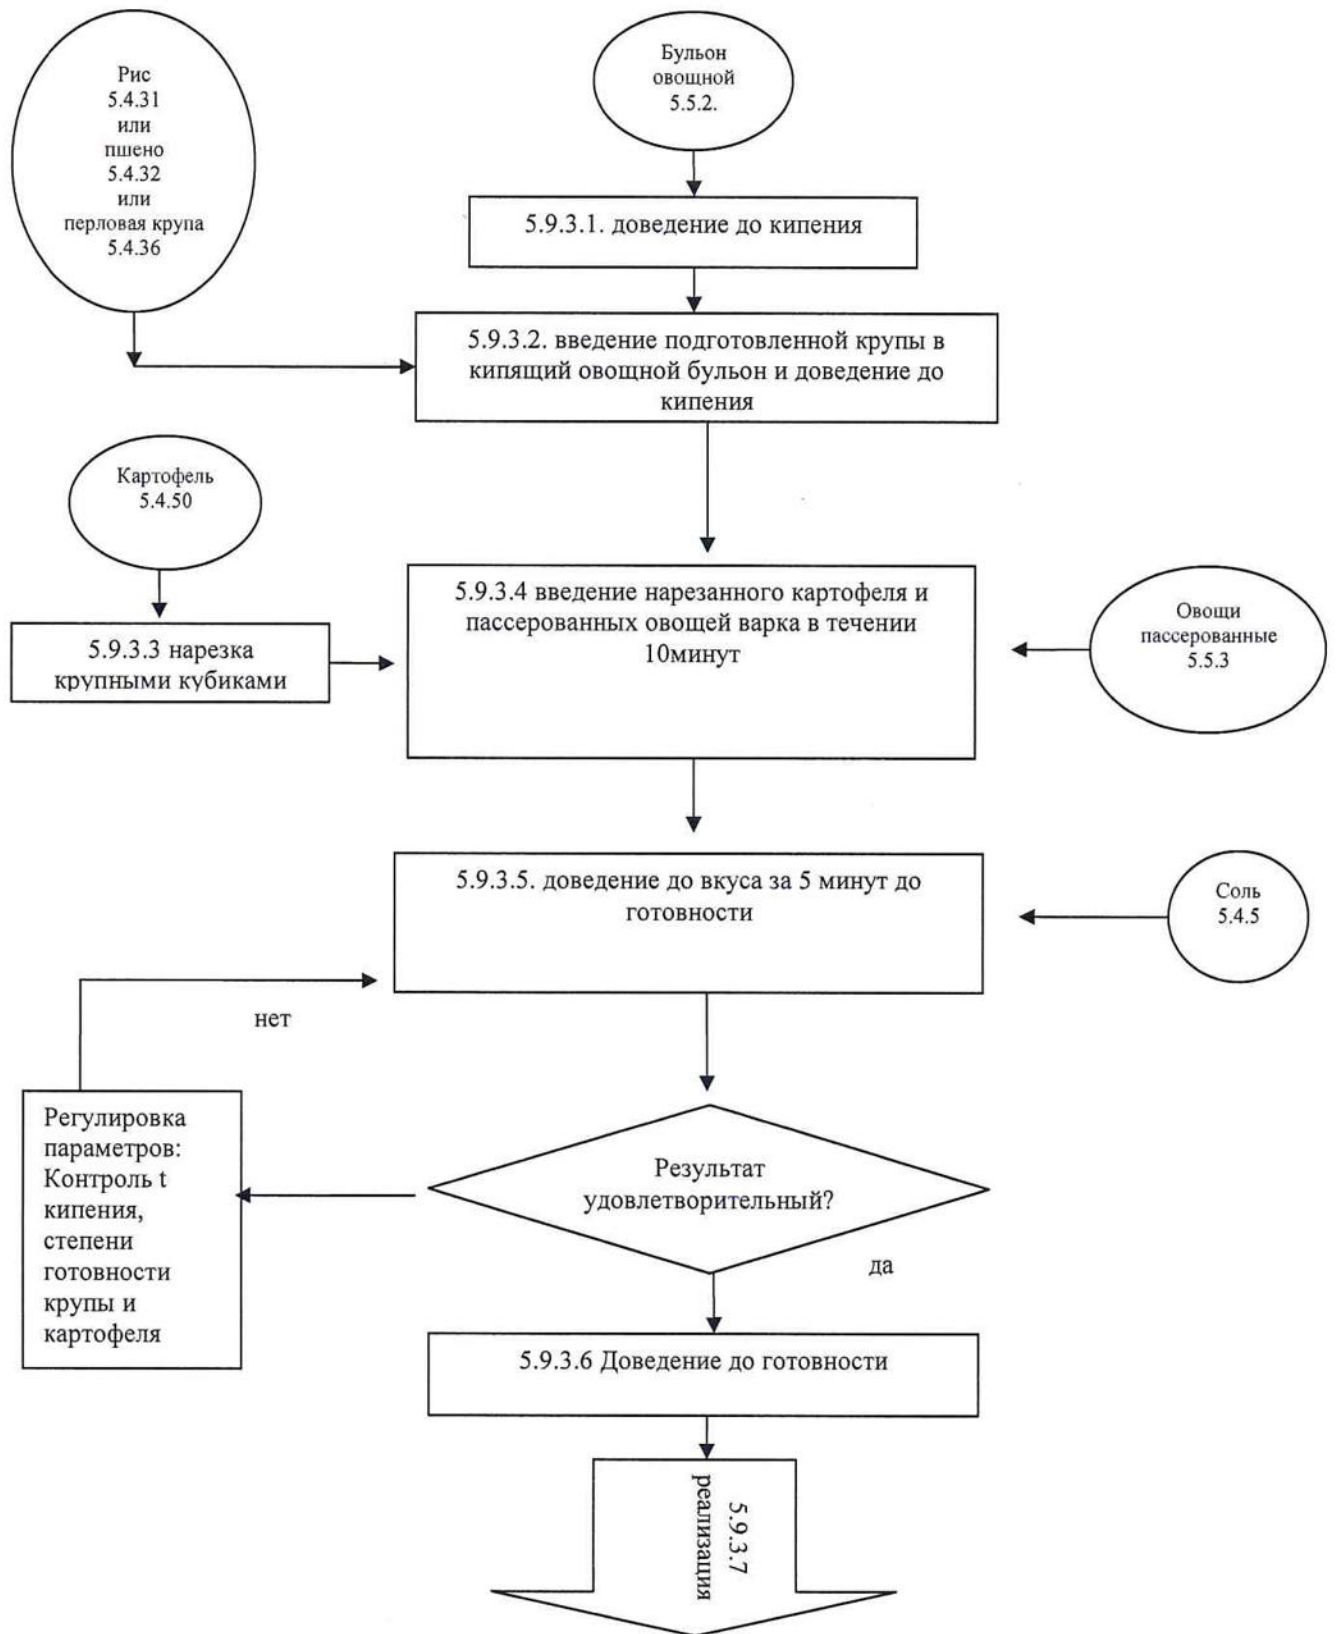 Рис
5.4.31
или
пшено
5.4.32
или
перловая крупа
5.4.36
Бульон
овощной
5.5.2.
5.9.3.1. доведение до кипения
5.9.3.2. введение подготовленной крупы в
кипящий овощной бульон и доведение до
кипения
Картофель
5.4.50
5.9.3.3 нарезка
крупными кубиками
5.9.3.4 введение нарезанного картофеля и
пассерованных овощей варка в течении
10минут
Овощи
пассерованные
5.5.3
5.9.3.5. доведение до вкуса за 5 минут до
готовности
Соль
5.4.5
нет
Регулировка
параметров:
Контроль t
кипения,
степени
готовности
крупы и
картофеля
Результат
удовлетворительный?
да
5.9.3.6 Доведение до готовности
5.9.3.7
реализация